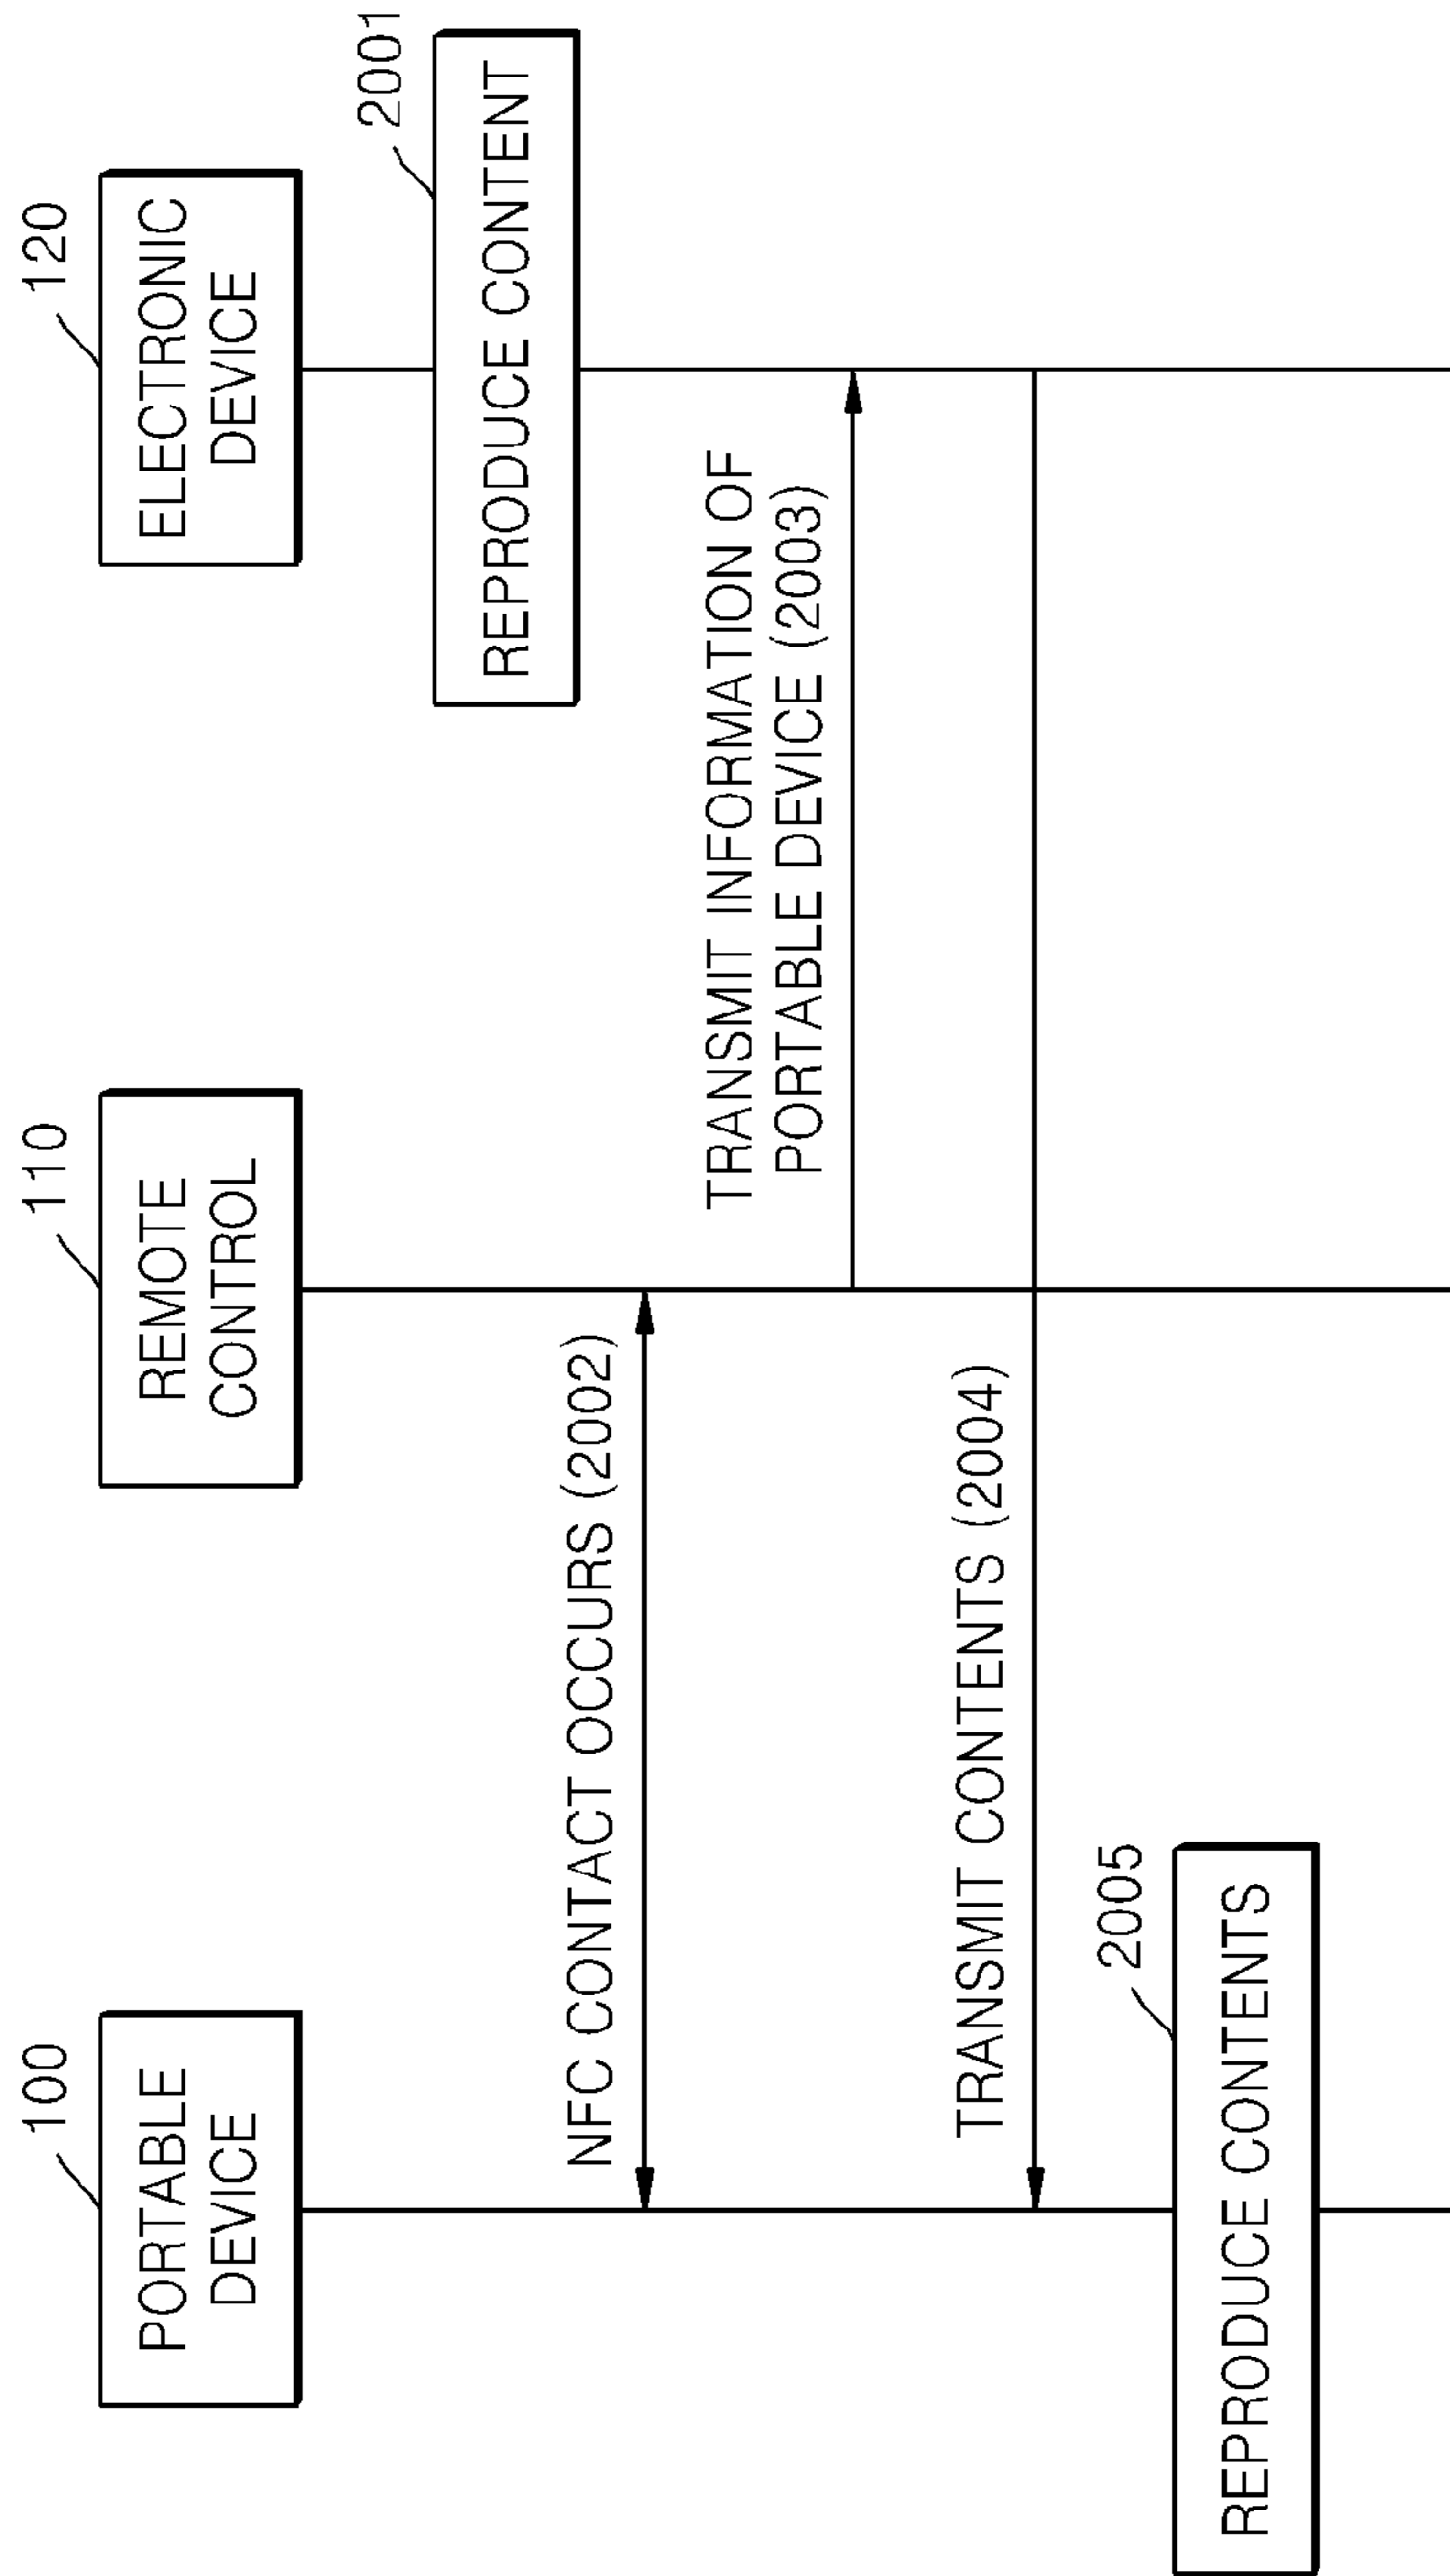 100
PORTABLE
DEVICE
110
REMOTE
CONTROL
120
ELECTRONIC
DEVICE
2001
REPRODUCE CONTENT
NFC CONTACT OCCURS (2002)
TRANSMIT INFORMATION OF
PORTABLE DEVICE (2003)
TRANSMIT CONTENTS (2004)
2005
REPRODUCE CONTENTS